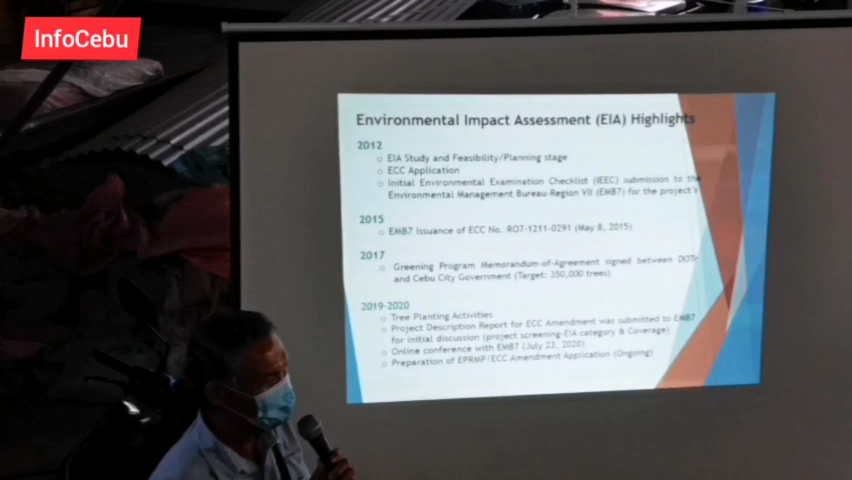 InfoCebu
Environmental Impact Assessment (EIA) Highlights
2012
○ EIA Study and Feasibility/Planning stage
○ ECC Application
○ Initial Environmental Examination Checklist (IEEC) submission to the
Environmental Management Bureau-Region VII (EMB7) for the project's
2015
○ EMB7 Issuance of ECC No. RO7-1211-0291 (May 8, 2015)
2017
○ Greening Program Memorandum-of-Agreement signed between DOTr
and Cebu City Government (Target: 350,000 trees)
2019-2020
○ Tree Planting Activities
○ Project Description Report for ECC Amendment was submitted to EMB7
for initial discussion (project screening-EIA category & Coverage)
○ Online conference with EMB7 (July 23, 2020)
○ Preparation of EPRMP/ECC Amendment Application (Ongoing)